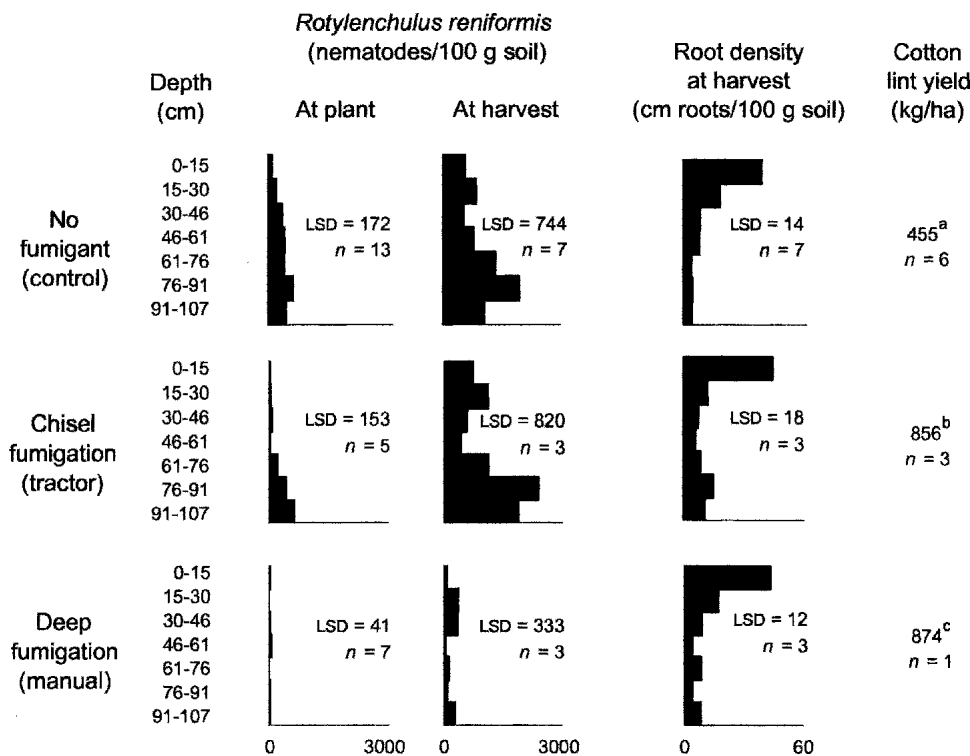 Rotylenchulus reniformis
(nematodes/100 g soil)
Root density
at harvest
(cm roots/100 g soil)
Cotton
lint yield
(kg/ha)
Depth
(cm)
At plant
At harvest
No
fumigant
(control)
0-15
15-30
30-46
46-61
61-76
76-91
91-107
LSD = 172
n = 13
LSD = 744
n = 7
LSD = 14
n = 7
455a
n = 6
Chisel
fumigation
(tractor)
0-15
15-30
30-46
46-61
61-76
76-91
91-107
LSD = 153
n = 5
LSD = 820
n = 3
LSD = 18
n = 3
856b
n = 3
Deep
fumigation
(manual)
0-15
15-30
30-46
46-61
61-76
76-91
91-107
LSD = 41
n = 7
LSD = 333
n = 3
LSD = 12
n = 3
874c
n = 1
0 3000 0 3000 0 60